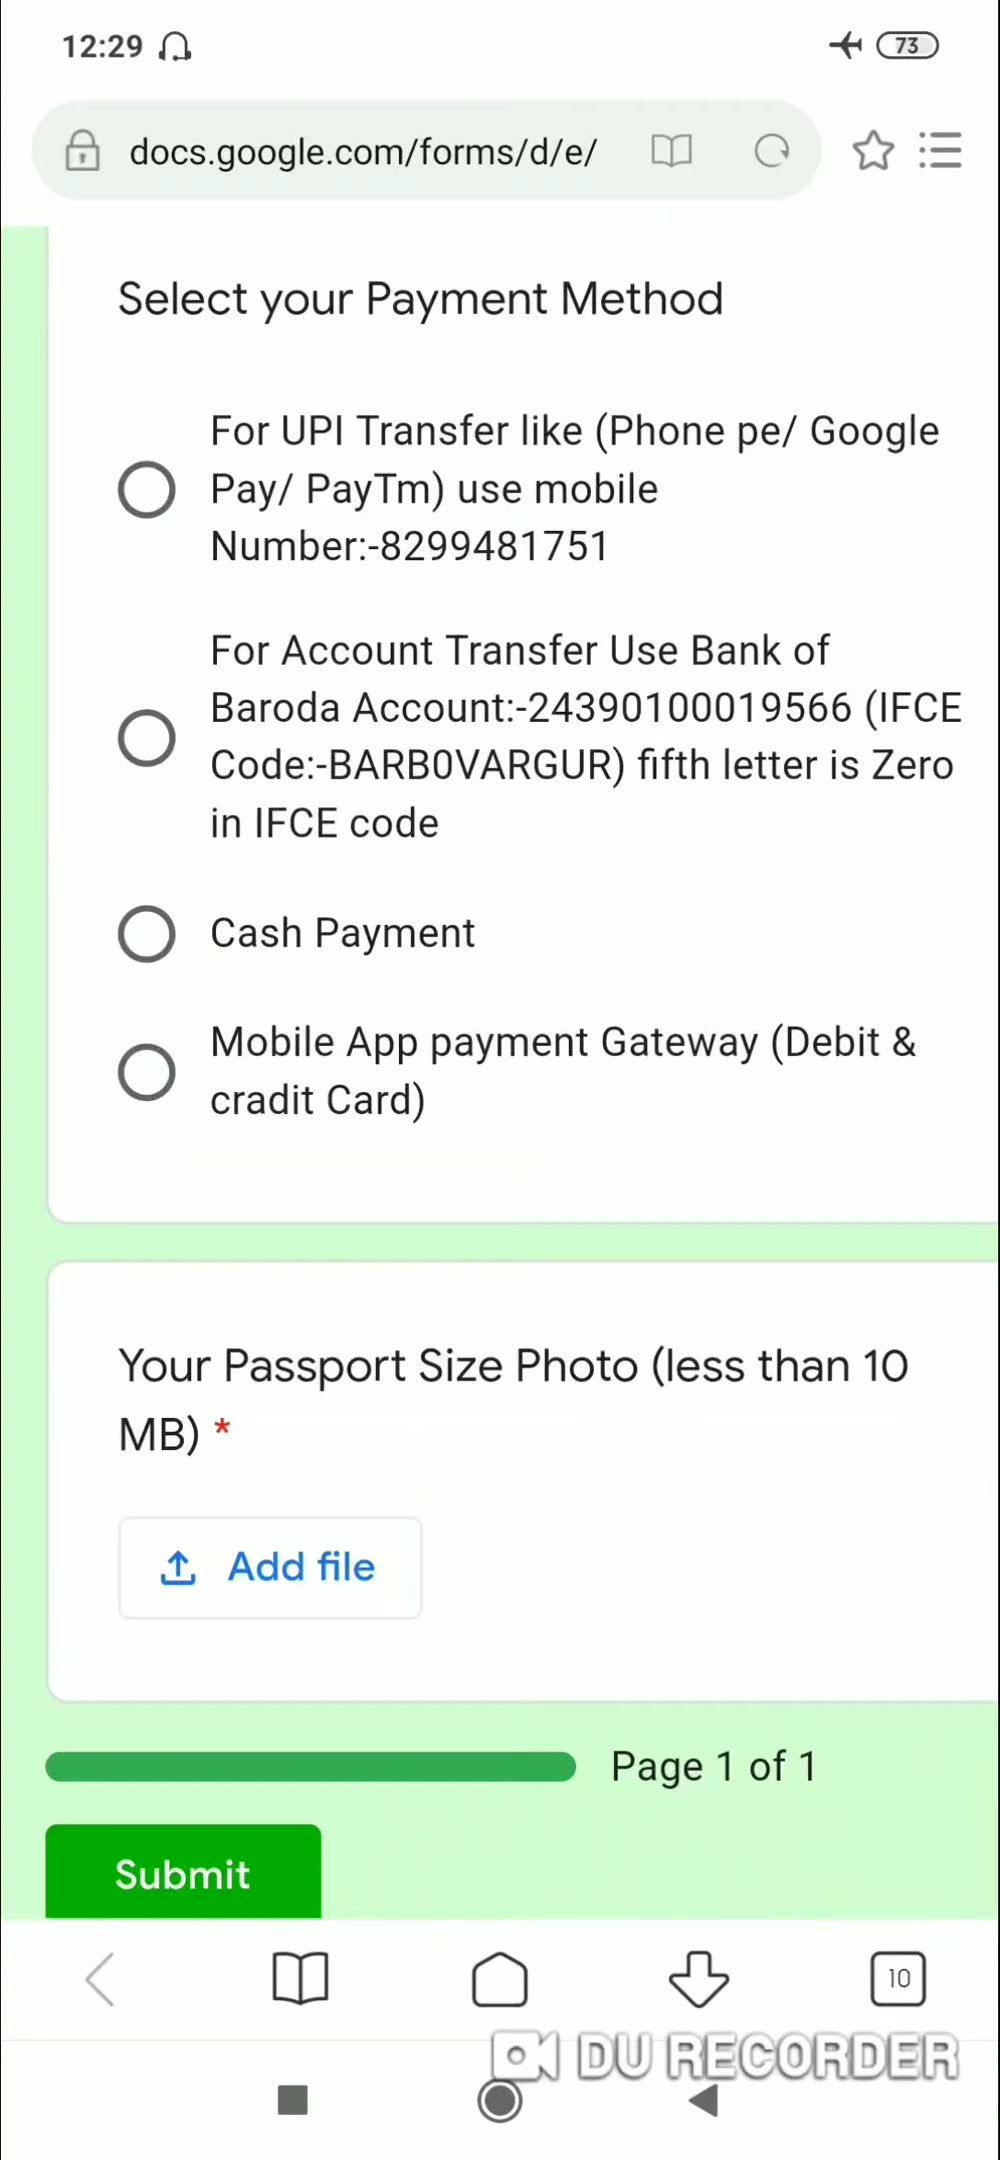 12:29
73
docs.google.com/forms/d/e/
Select your Payment Method
For UPI Transfer like (Phone pe/ Google
Pay/ PayTm) use mobile
Number:-8299481751
For Account Transfer Use Bank of
Baroda Account:-24390100019566 (IFCE
Code:-BARB0VARGUR) fifth letter is Zero
in IFCE code
Cash Payment
Mobile App payment Gateway (Debit &
cradit Card)
Your Passport Size Photo (less than 10
MB) *
Add file
Page 1 of 1
Submit
10
DU RECORDER